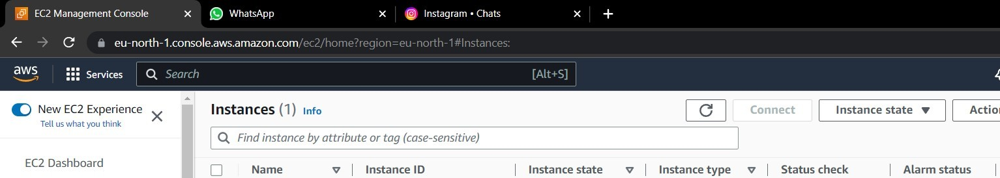 EC2 Management Console
WhatsApp
Instagram • Chats
eu-north-1.console.aws.amazon.com/ec2/home?region=eu-north-1#Instances:
aws
Services
Search
[Alt+S]
New EC2 Experience
Tell us what you think
Instances (1) Info
Connect
Instance state
Find instance by attribute or tag (case-sensitive)
EC2 Dashboard
Name
Instance ID
Instance state
Instance type
Status check
Alarm status